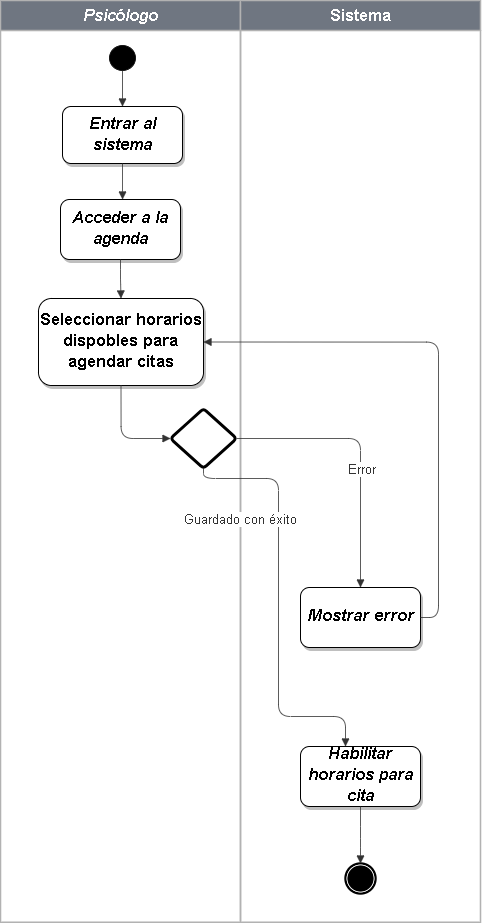 Psicólogo
Sistema
Entrar al
sistema
Acceder a la
agenda
Seleccionar horarios
dispobles para
agendar citas
Error
Guardado con éxito
Mostrar error
Habilitar
horarios para
cita